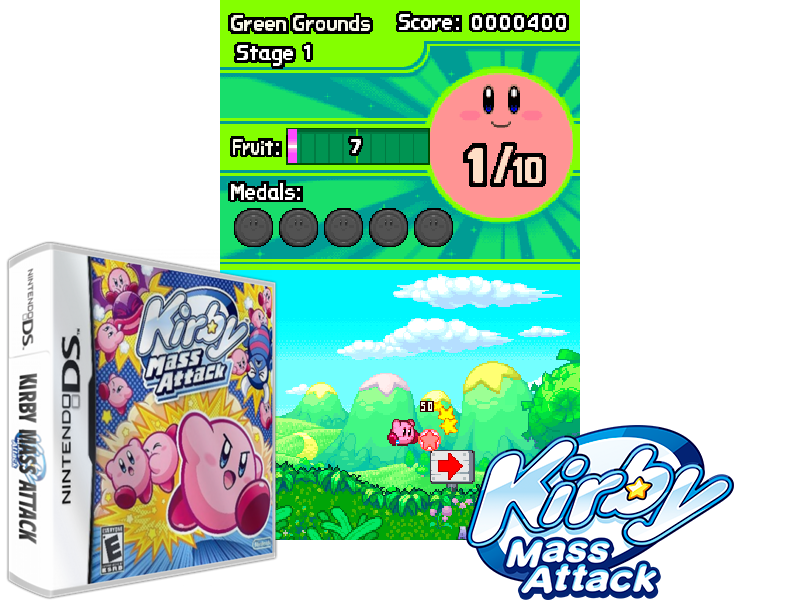 Green Grounds
Score: 0000400
Stage 1
Fruit:
7
1/10
Medals:
50
NINTENDO DS
KIRBY MASS ATTACK
NINTENDO DS
Kirby
Mass
Attack
EVERYONE
E
Kirby
Mass
Attack